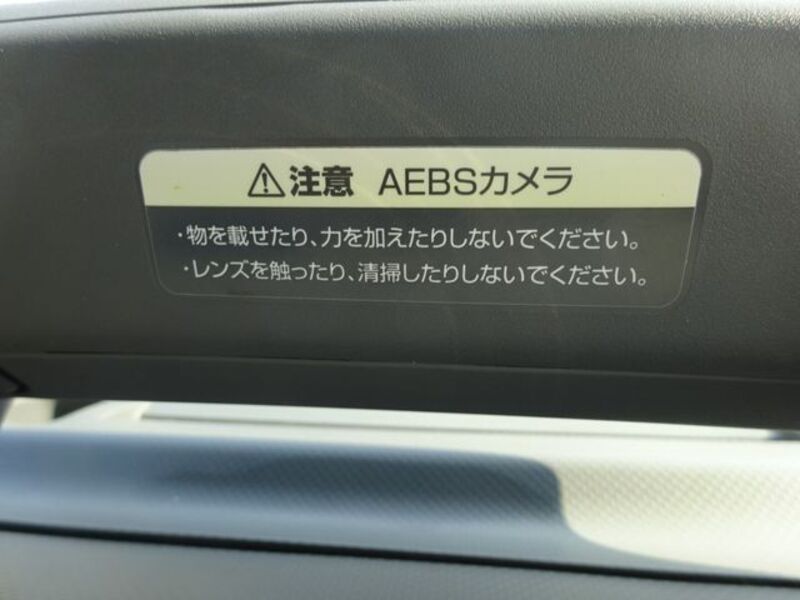 ⚠注意 AEBSカメラ
・物を載せたり、力を加えたりしないでください。
・レンズを触ったり、清掃したりしないでください。